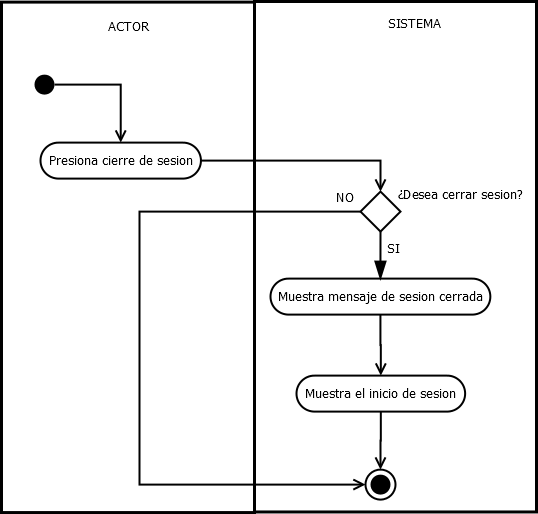 ACTOR
SISTEMA
Presiona cierre de sesion
¿Desea cerrar sesion?
NO
SI
Muestra mensaje de sesion cerrada
Muestra el inicio de sesion